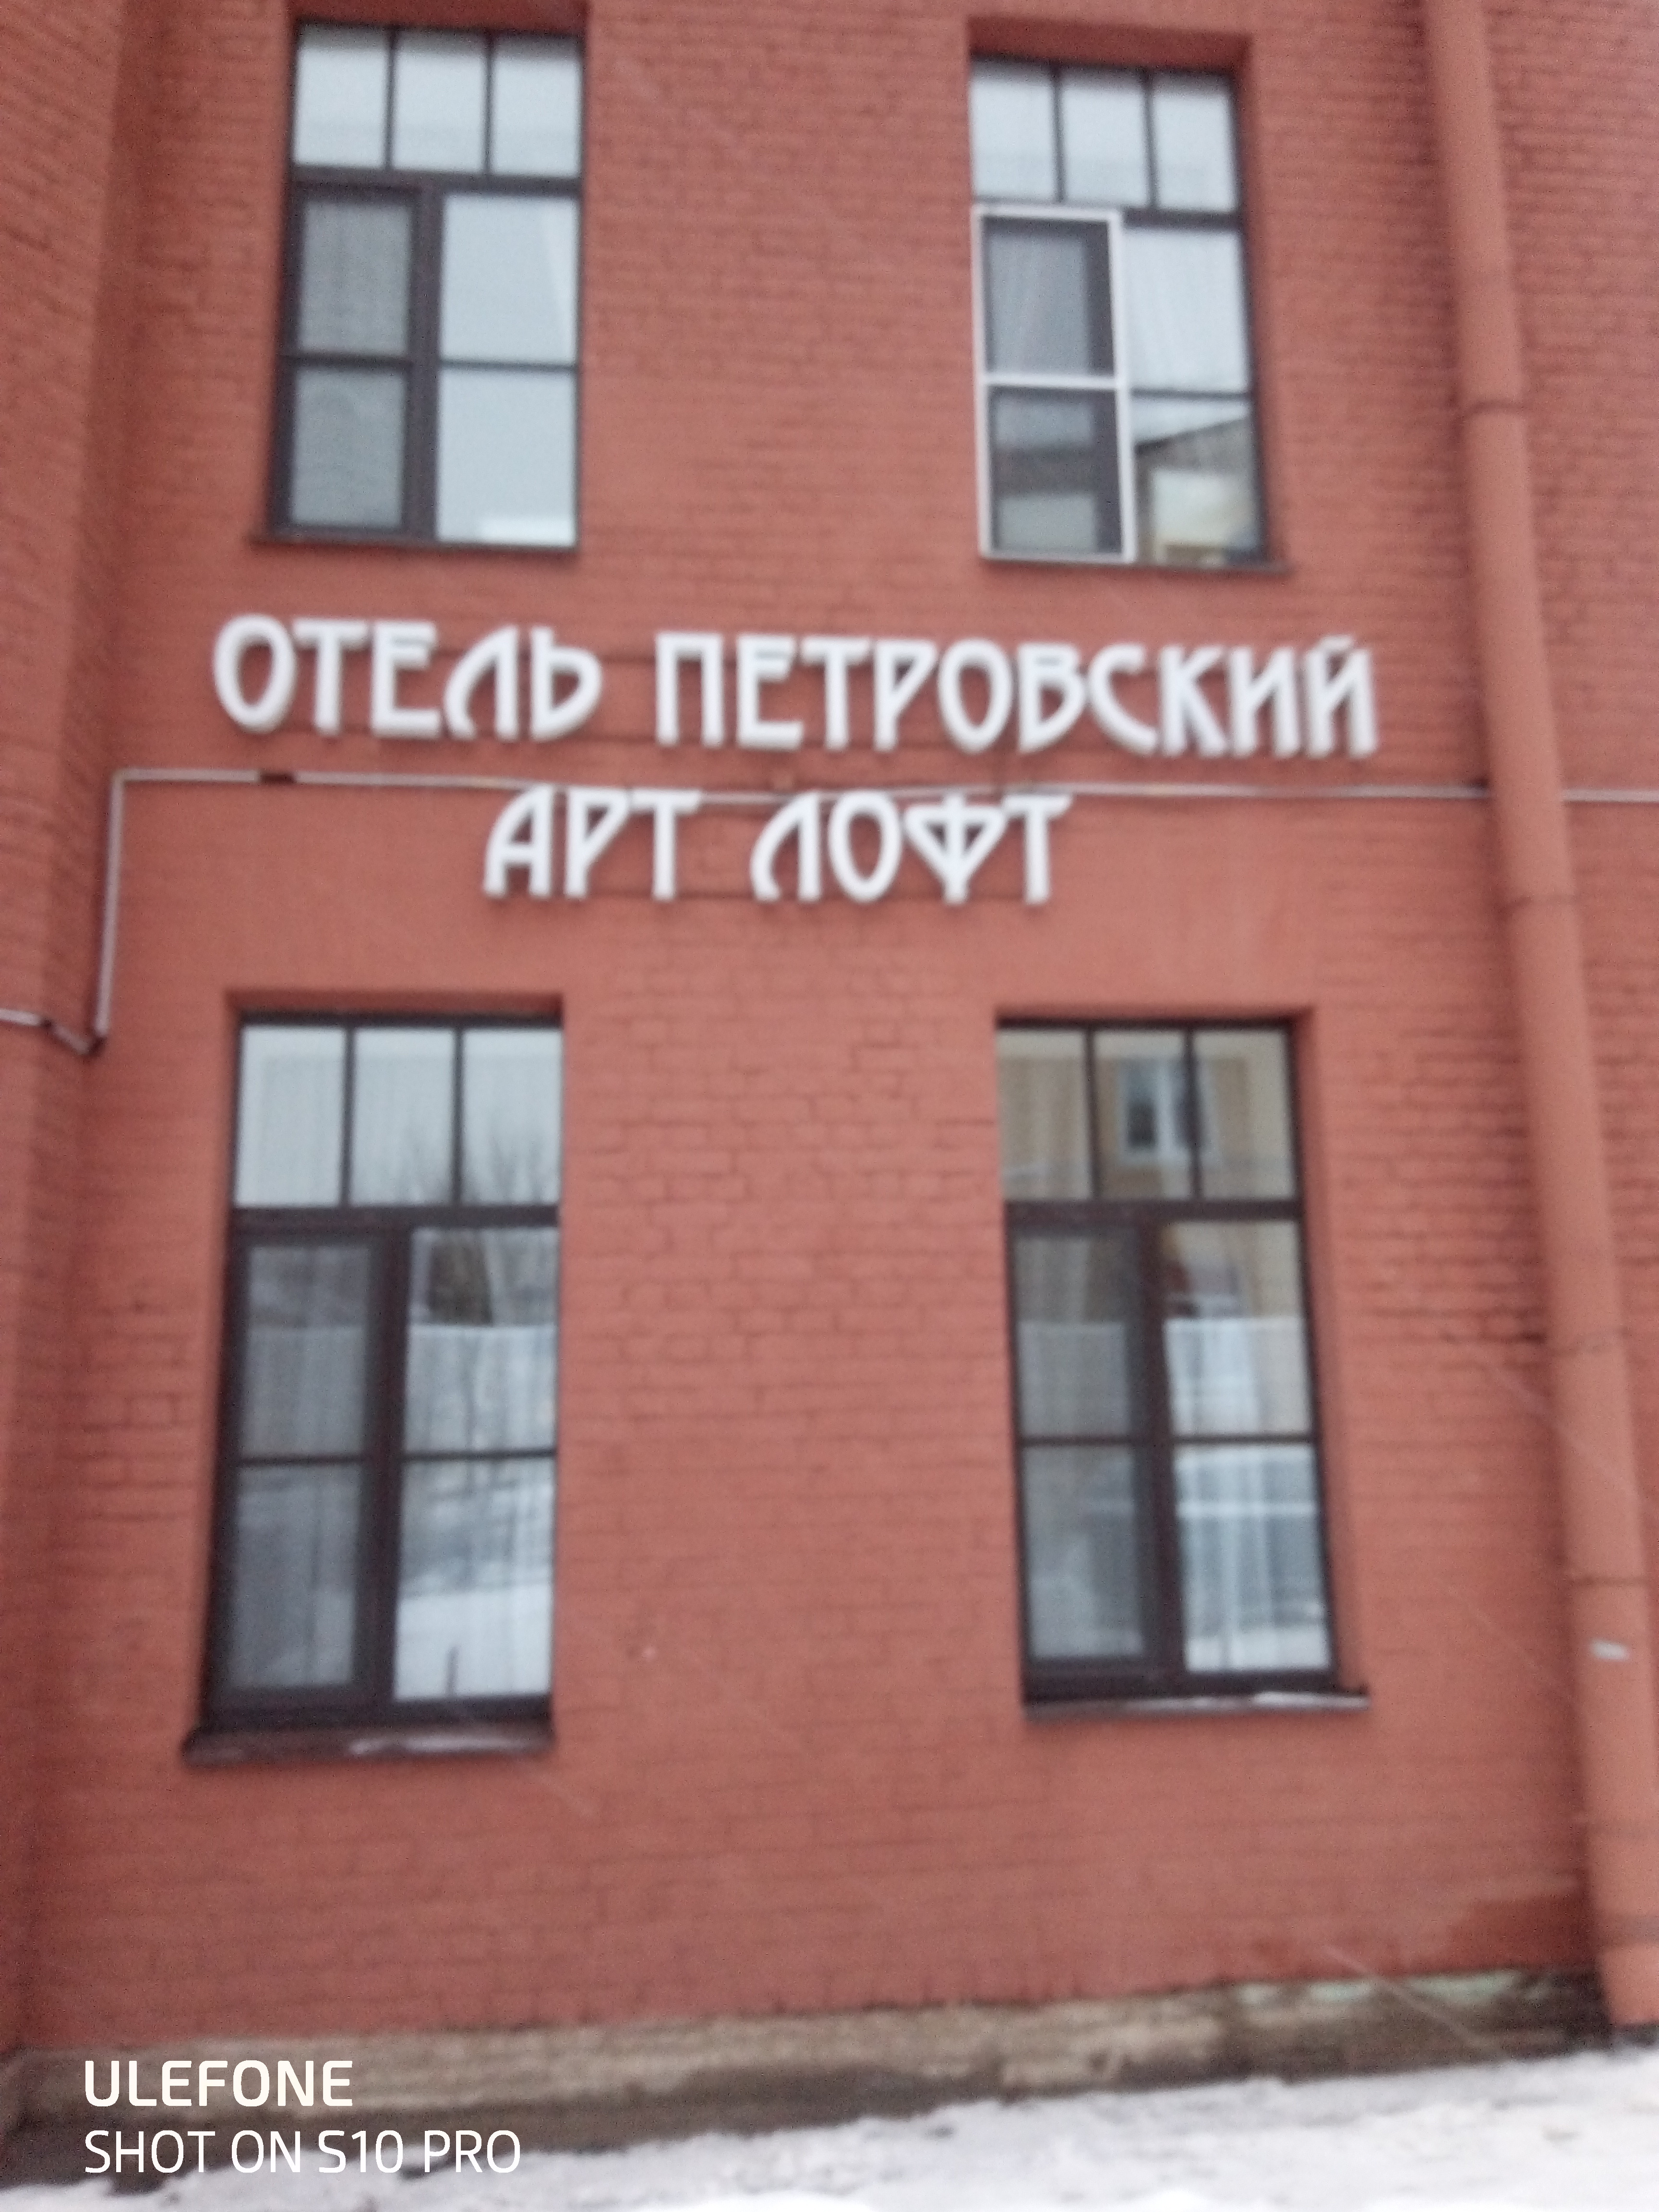 ОТЕЛЬ ПЕТРОВСКИЙ
АРТ ЛОФТ
ULEFONE
SHOT ON S10 PRO